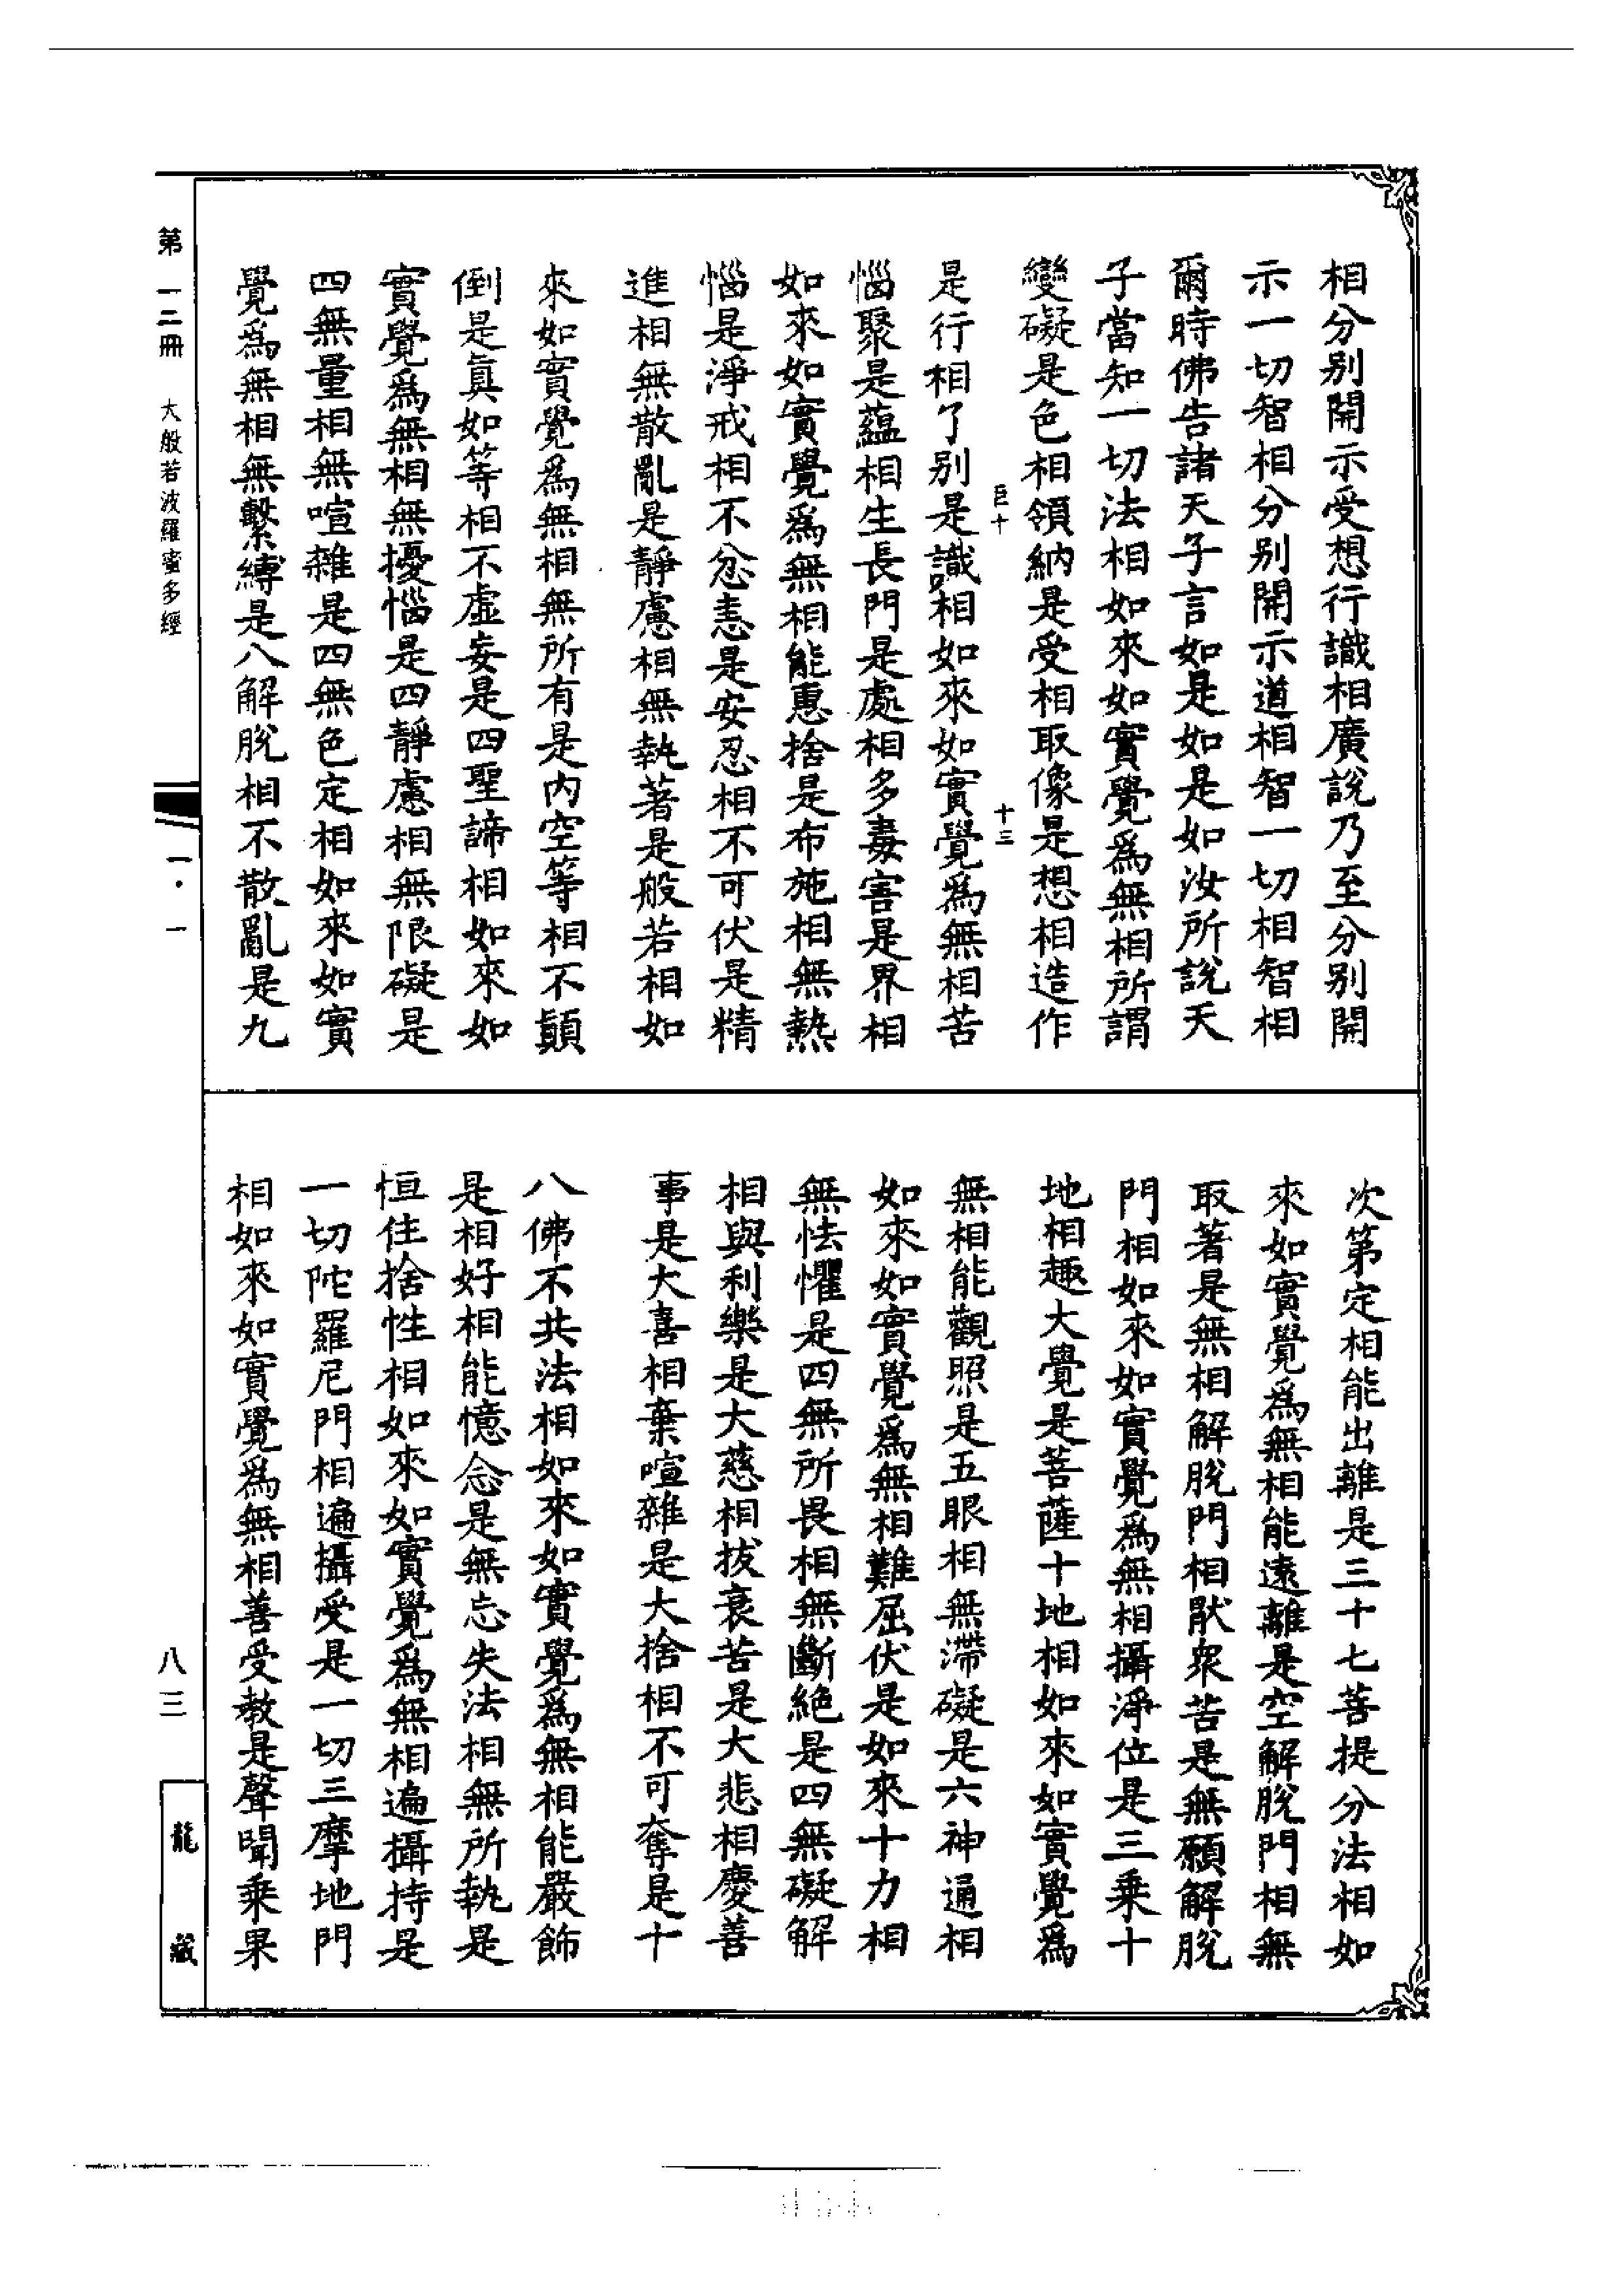 相分别開示受想行識相廣說乃至分别開
示一切智相分别開示道相智一切相智相
爾時佛告諸天子言如是如是如汝所說天
子當知一切法相如來如實覺爲無相所謂
變礙是色相領納是受相取像是想相造作
巨十 十三
是行相了别是識相如來如實覺爲無相苦
惱聚是蘊相生長門是處相多毒害是界相
如來如實覺爲無相能惠捨是布施相無熱
惱是淨戒相不忿恚是安忍相不可伏是精
進相無散亂是靜慮相無執著是般若相如
來如實覺爲無相無所有是内空等相不顛
倒是真如等相不虛妄是四聖諦相如來如
實覺爲無相無擾惱是四靜慮相無限礙是
四無量相無喧雜是四無色定相如來如實
覺爲無相無繫縛是八解脫相不散亂是九
次第定相能出離是三十七菩提分法相如
來如實覺爲無相能遠離是空解脫門相無
取著是無相解脫門相猒衆苦是無願解脫
門相如來如實覺爲無相攝淨位是三乗十
地相趣大覺是菩薩十地相如來如實覺爲
無相能觀照是五眼相無滯礙是六神通相
如來如實覺爲無相難屈伏是如來十力相
無怯懼是四無所畏相無斷絶是四無礙解
相與利樂是大慈相拔衰苦是大悲相慶善
事是大喜相棄喧雜是大捨相不可奪是十
八佛不共法相如來如實覺爲無相能嚴飾
是相好相能憶念是無忘失法相無所執是
恒住捨性相如來如實覺爲無相遍攝持是
一切陀羅尼門相遍攝受是一切三摩地門
相如來如實覺爲無相善受教是聲聞乗果
第一二冊 大般若波羅蜜多經 一·一 八三 龍藏